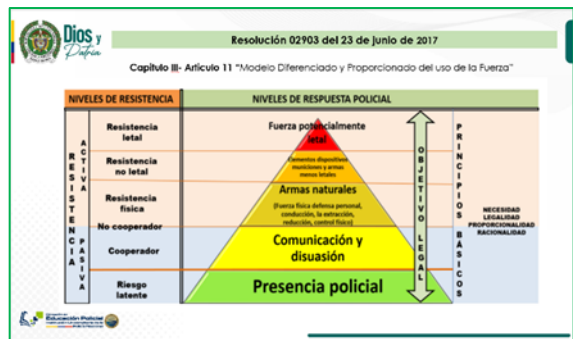 Dios y
Patria
Resolución 02903 del 23 de junio de 2017
Capítulo III- Artículo 11 "Modelo Diferenciado y Proporcionado del uso de la Fuerza"
NIVELES DE RESISTENCIA
NIVELES DE RESPUESTA POLICIAL
RESISTENCIA
ACTIVA
PASIVA
Resistencia
letal
Resistencia
no letal
Resistencia
física
No cooperador
Cooperador
Riesgo
latente
Fuerza potencialmente
letal
Elementos dispositivos
municiones y armas
menos letales
Armas naturales
(Fuerza física defensa personal,
conducción, la extracción,
reducción, control físico)
Comunicación y
disuasión
Presencia policial
OBJETIVO LEGAL
PRINCIPIOS BÁSICOS
NECESIDAD
LEGALIDAD
PROPORCIONALIDAD
RACIONALIDAD
Educación Policial